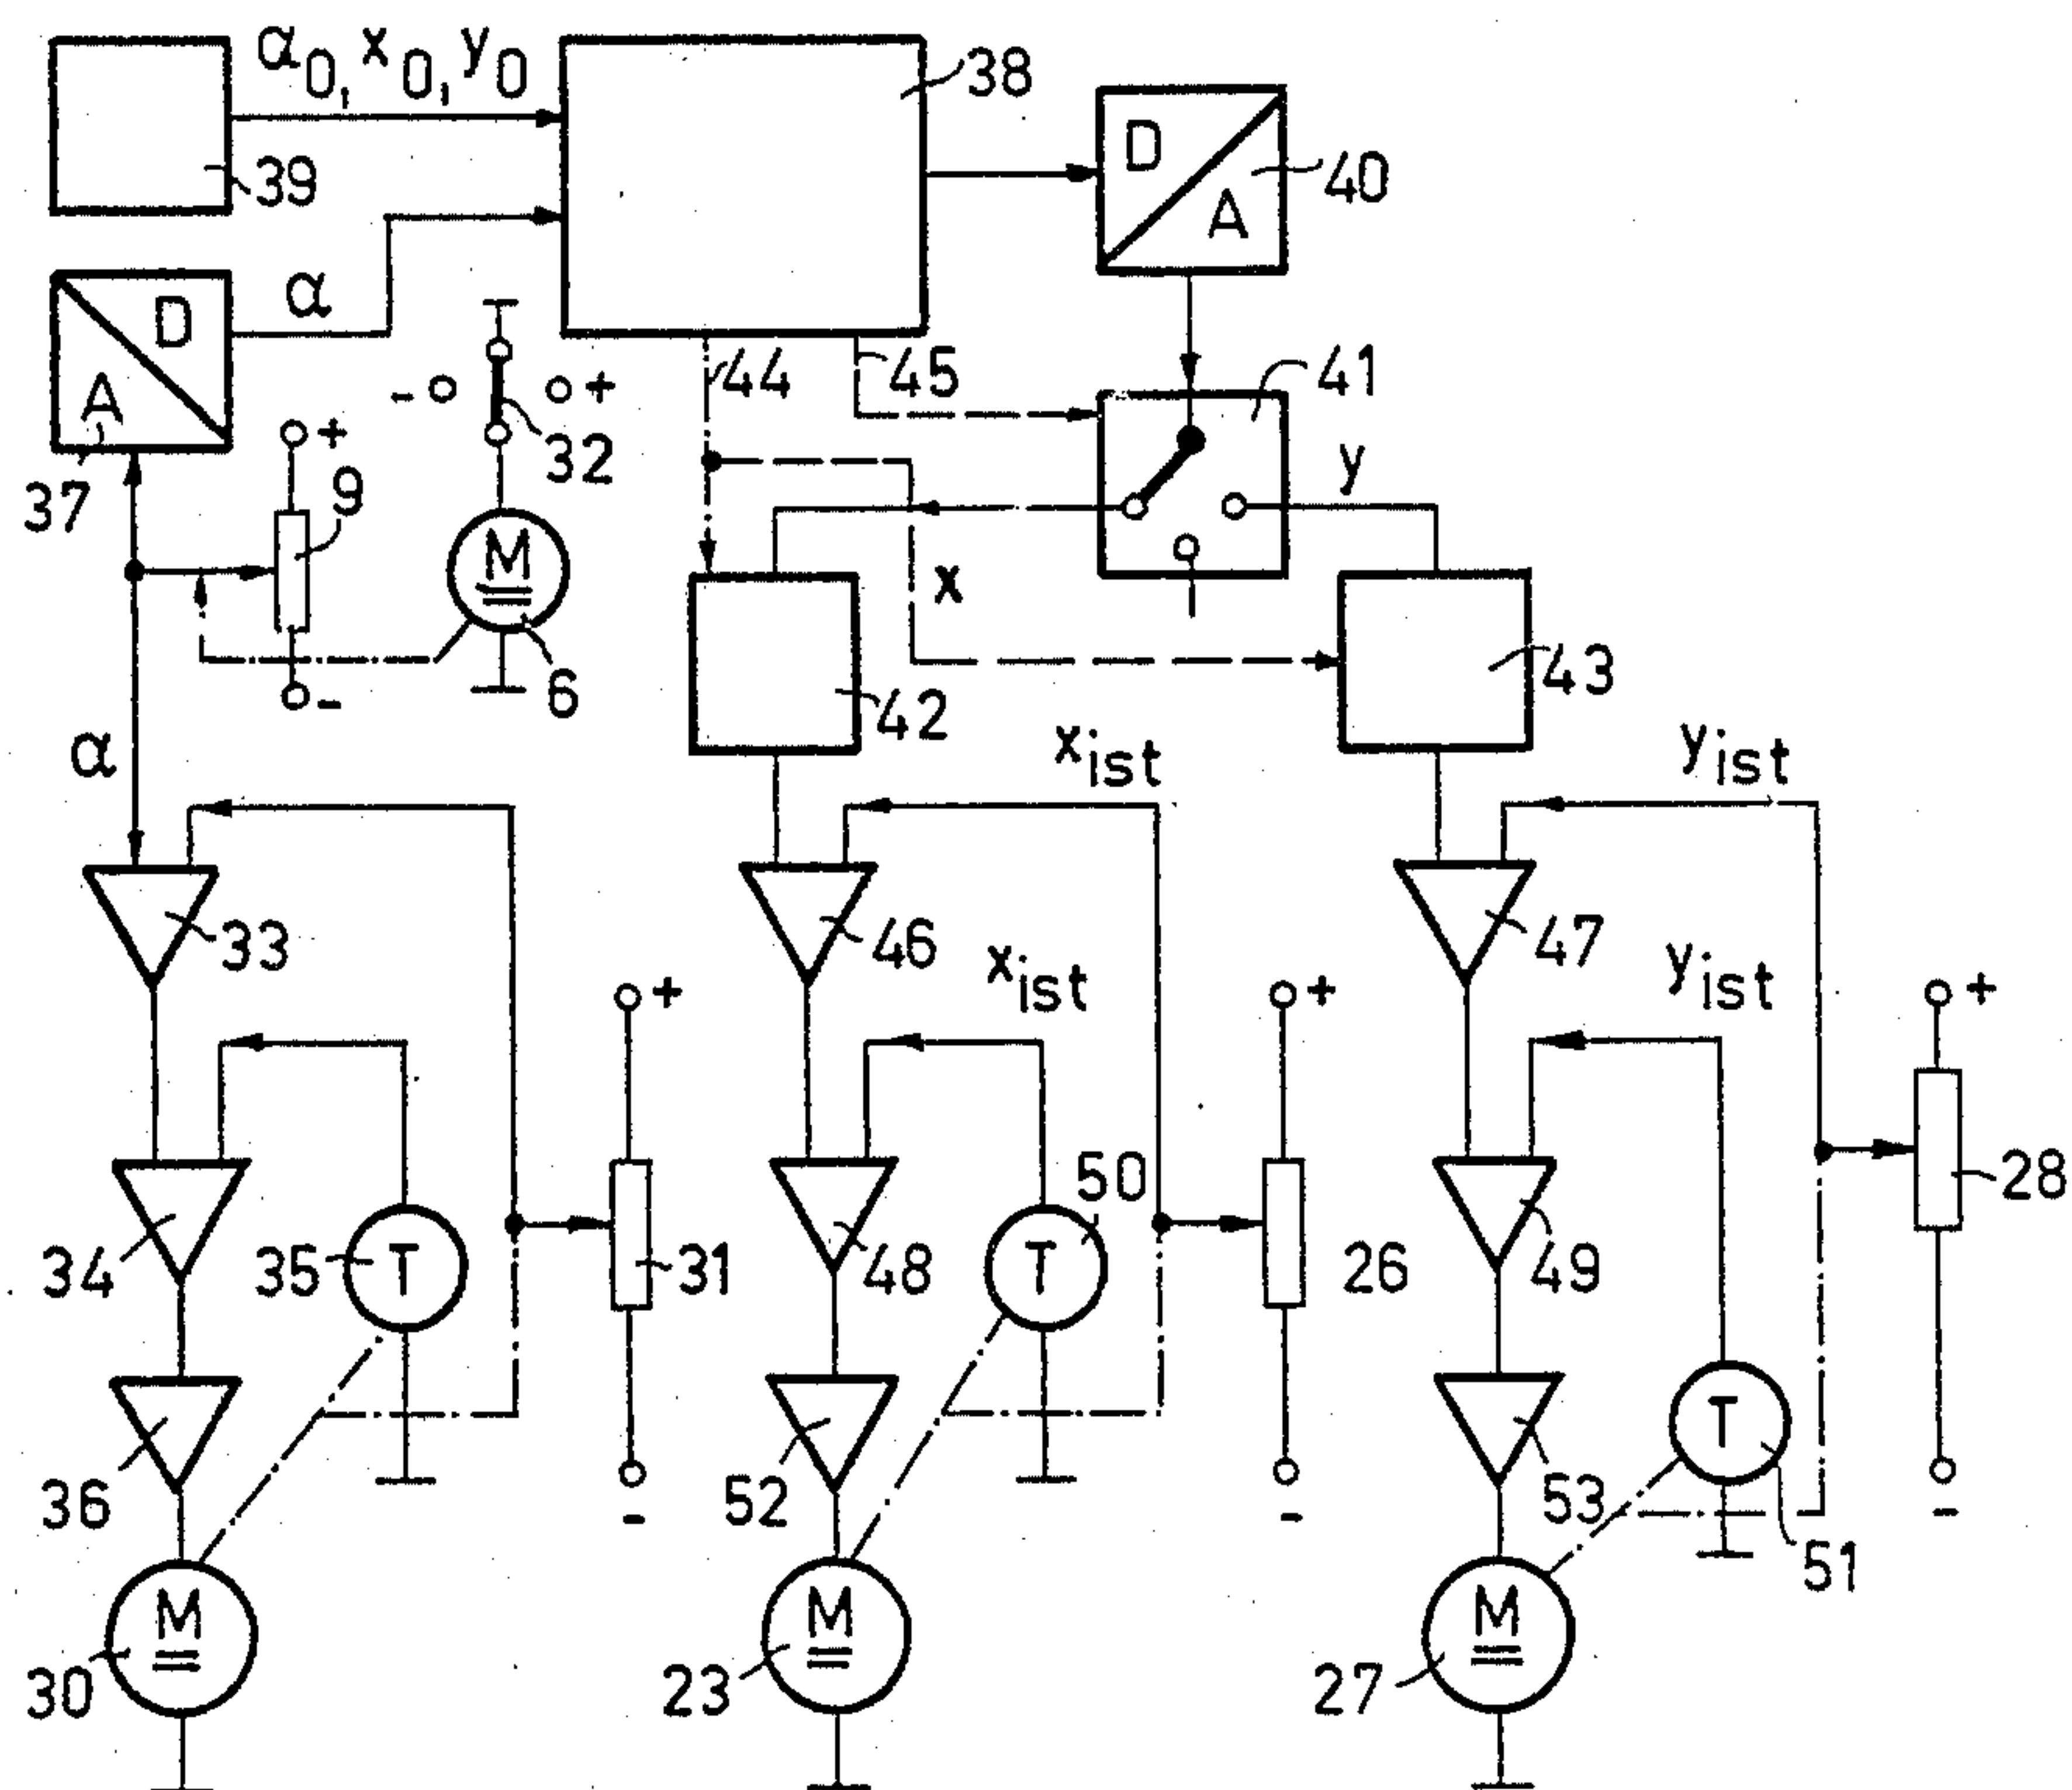 α0, x0, y0
38
39
D
A
40
α
D
A
37
- +
32
44
45
41
+
9
-
M
6
x
y
42
43
α
xist
yist
33
46
47
xist
yist
+
+
+
34
35
T
31
48
50
T
26
49
28
36
52
53
T
51
-
-
-
30
M
23
M
27
M